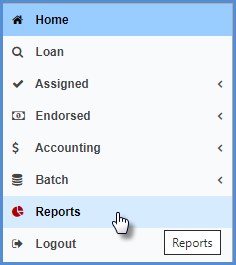 Home
Loan
Assigned
Endorsed
Accounting
Batch
Reports
Logout
Reports